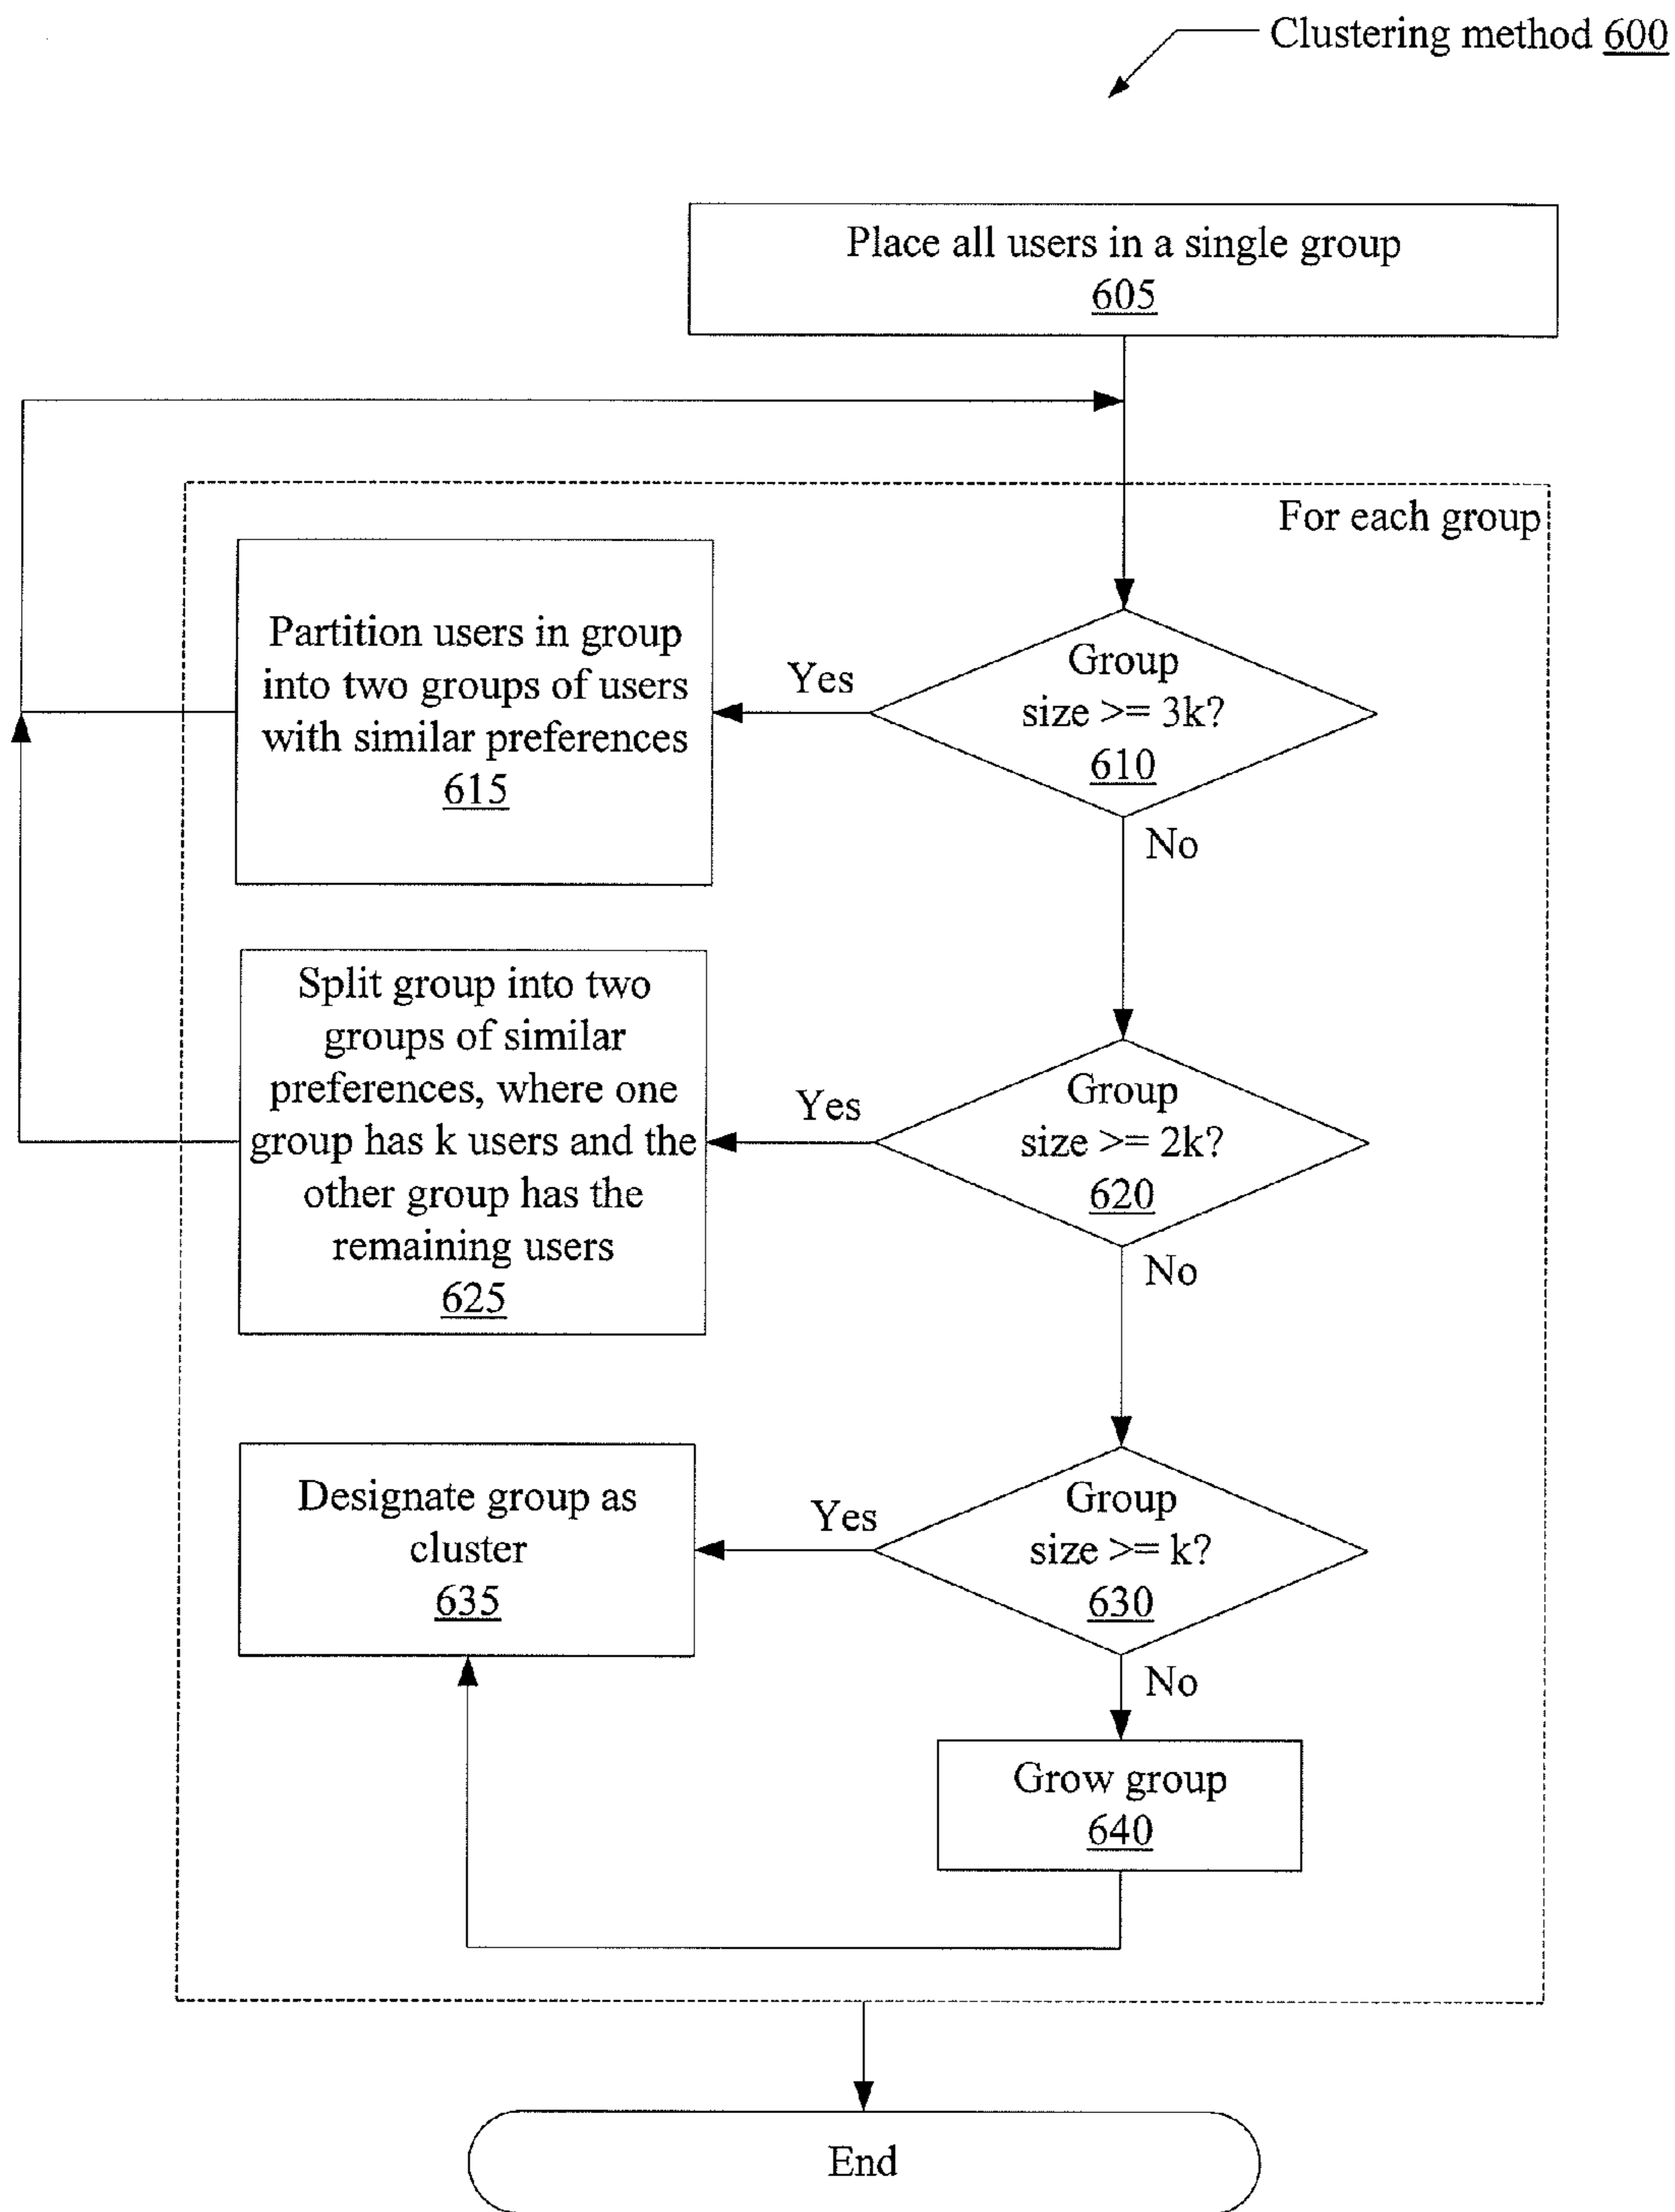 Clustering method 600
Place all users in a single group
605
For each group
Partition users in group
into two groups of users
with similar preferences
615
Yes
Group
size >= 3k?
610
No
Split group into two
groups of similar
preferences, where one
group has k users and the
other group has the
remaining users
625
Yes
Group
size >= 2k?
620
No
Designate group as
cluster
635
Yes
Group
size >= k?
630
No
Grow group
640
End